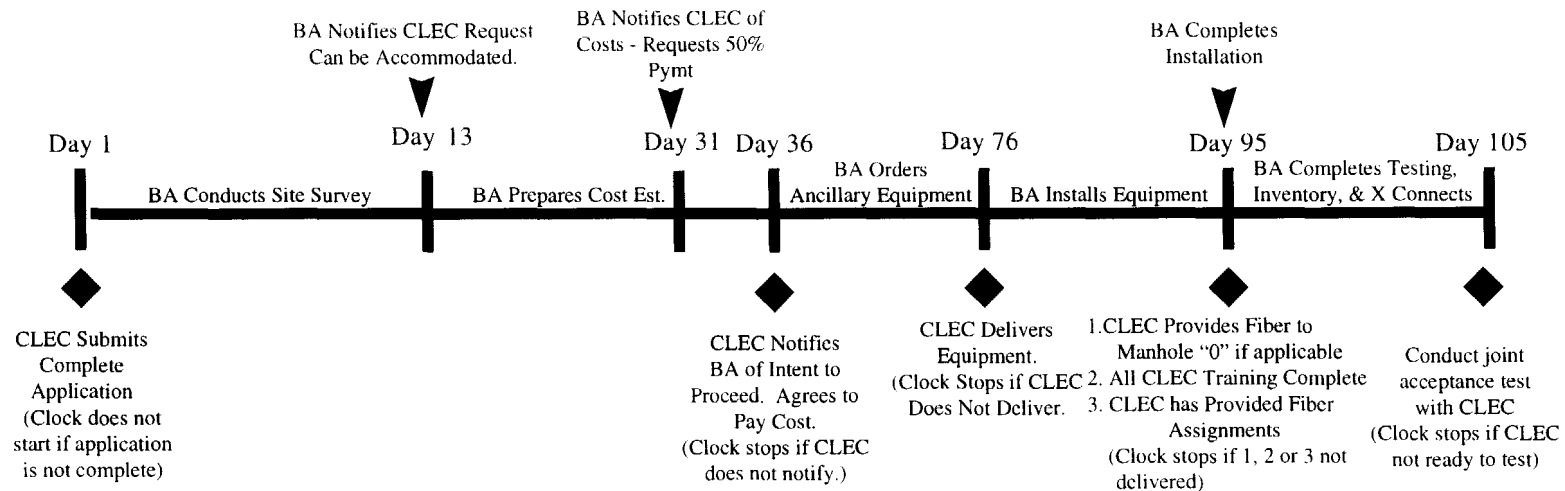 BA Notifies CLEC Request
Can be Accommodated.
BA Notifies CLEC of
Costs - Requests 50%
Pymt
BA Completes
Installation
Day 1
Day 13
Day 31
Day 36
Day 76
Day 95
Day 105
BA Conducts Site Survey
BA Prepares Cost Est.
BA Orders
Ancillary Equipment
BA Installs Equipment
BA Completes Testing,
Inventory, & X Connects
CLEC Submits
Complete
Application
(Clock does not
start if application
is not complete)
CLEC Notifies
BA of Intent to
Proceed. Agrees to
Pay Cost.
(Clock stops if CLEC
does not notify.)
CLEC Delivers
Equipment.
(Clock Stops if CLEC
Does Not Deliver.
1.CLEC Provides Fiber to
Manhole “0” if applicable
2. All CLEC Training Complete
3. CLEC has Provided Fiber
Assignments
(Clock stops if 1, 2 or 3 not
delivered)
Conduct joint
acceptance test
with CLEC
(Clock stops if CLEC
not ready to test)